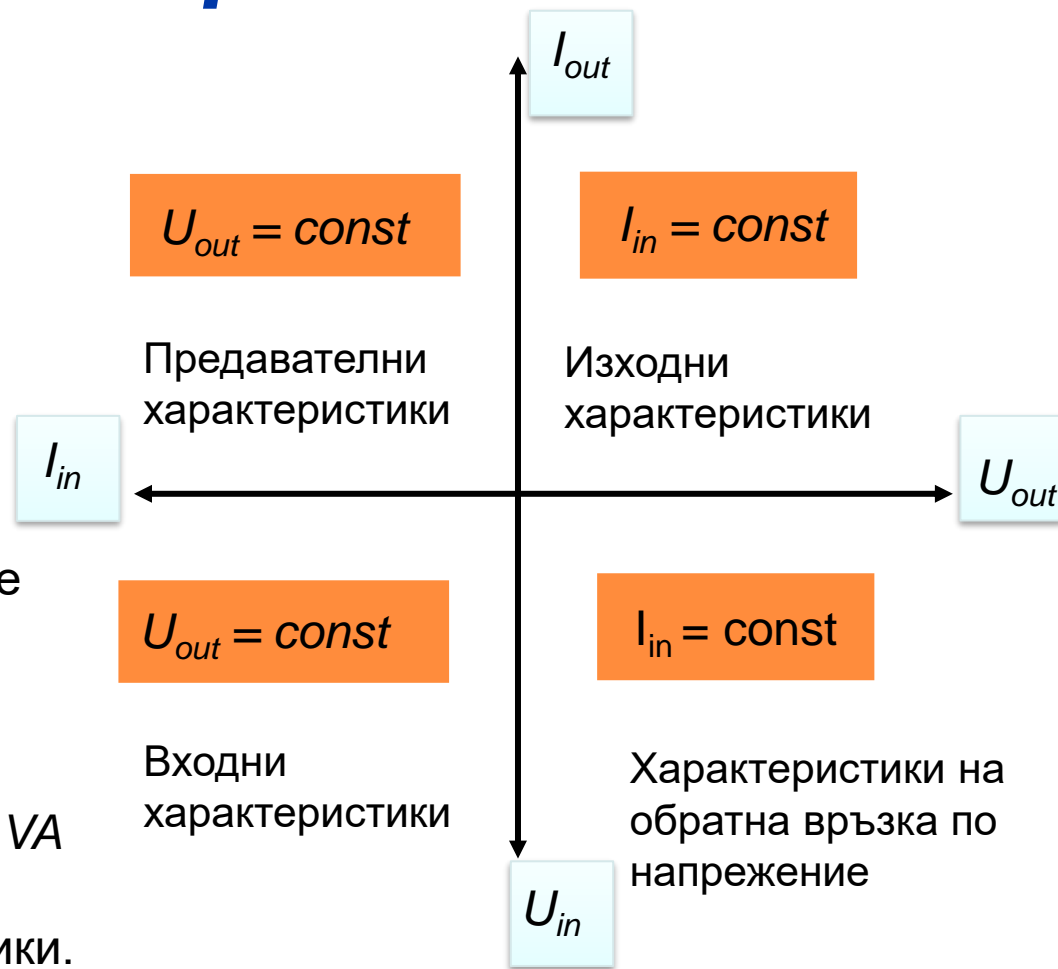 I_out
U_out = const
I_in = const
Предавателни
характеристики
Изходни
характеристики
I_in
U_out
е
U_out = const
I_in = const
Входни
характеристики
Характеристики на
обратна връзка по
напрежение
VA
U_in
ики.